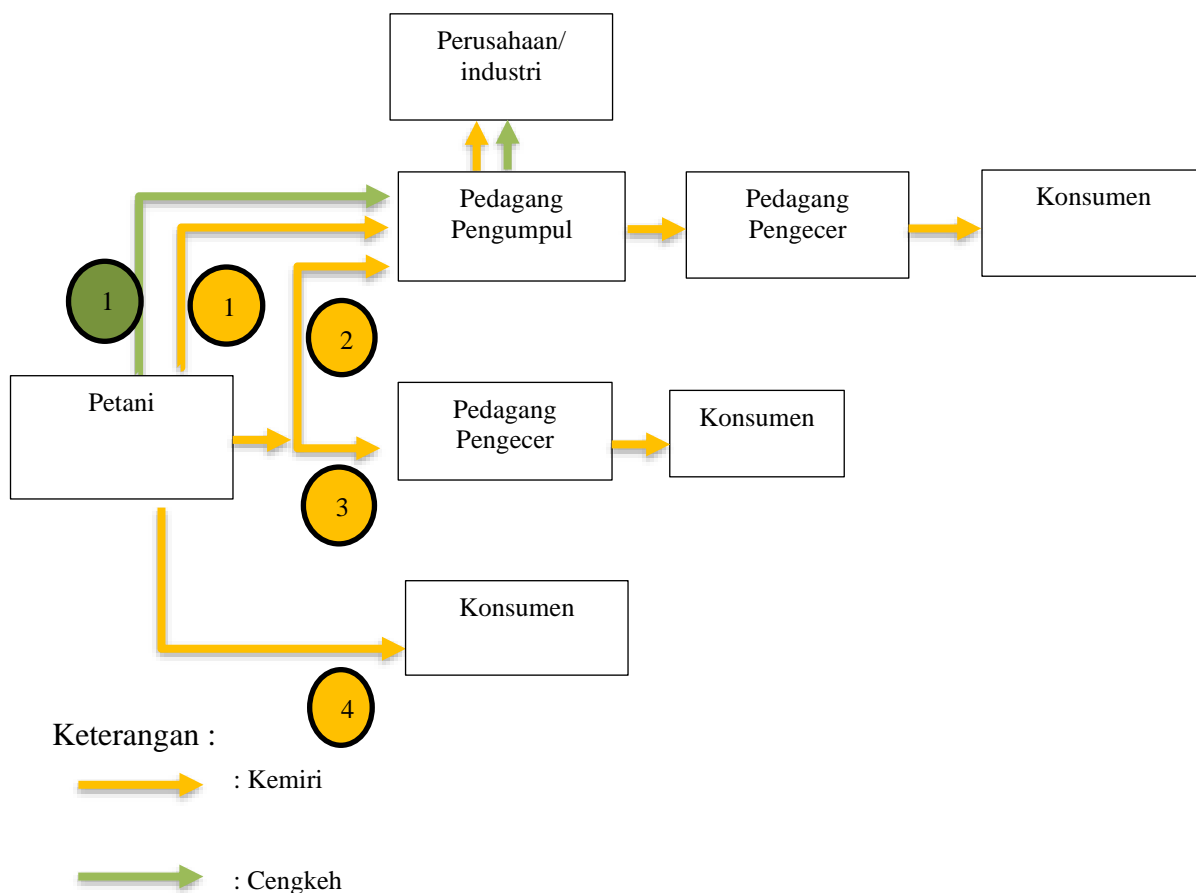 Perusahaan/
industri
Pedagang
Pengumpul
Pedagang
Pengecer
Konsumen
1
1
2
Petani
Pedagang
Pengecer
Konsumen
3
Konsumen
4
Keterangan :
: Kemiri
: Cengkeh